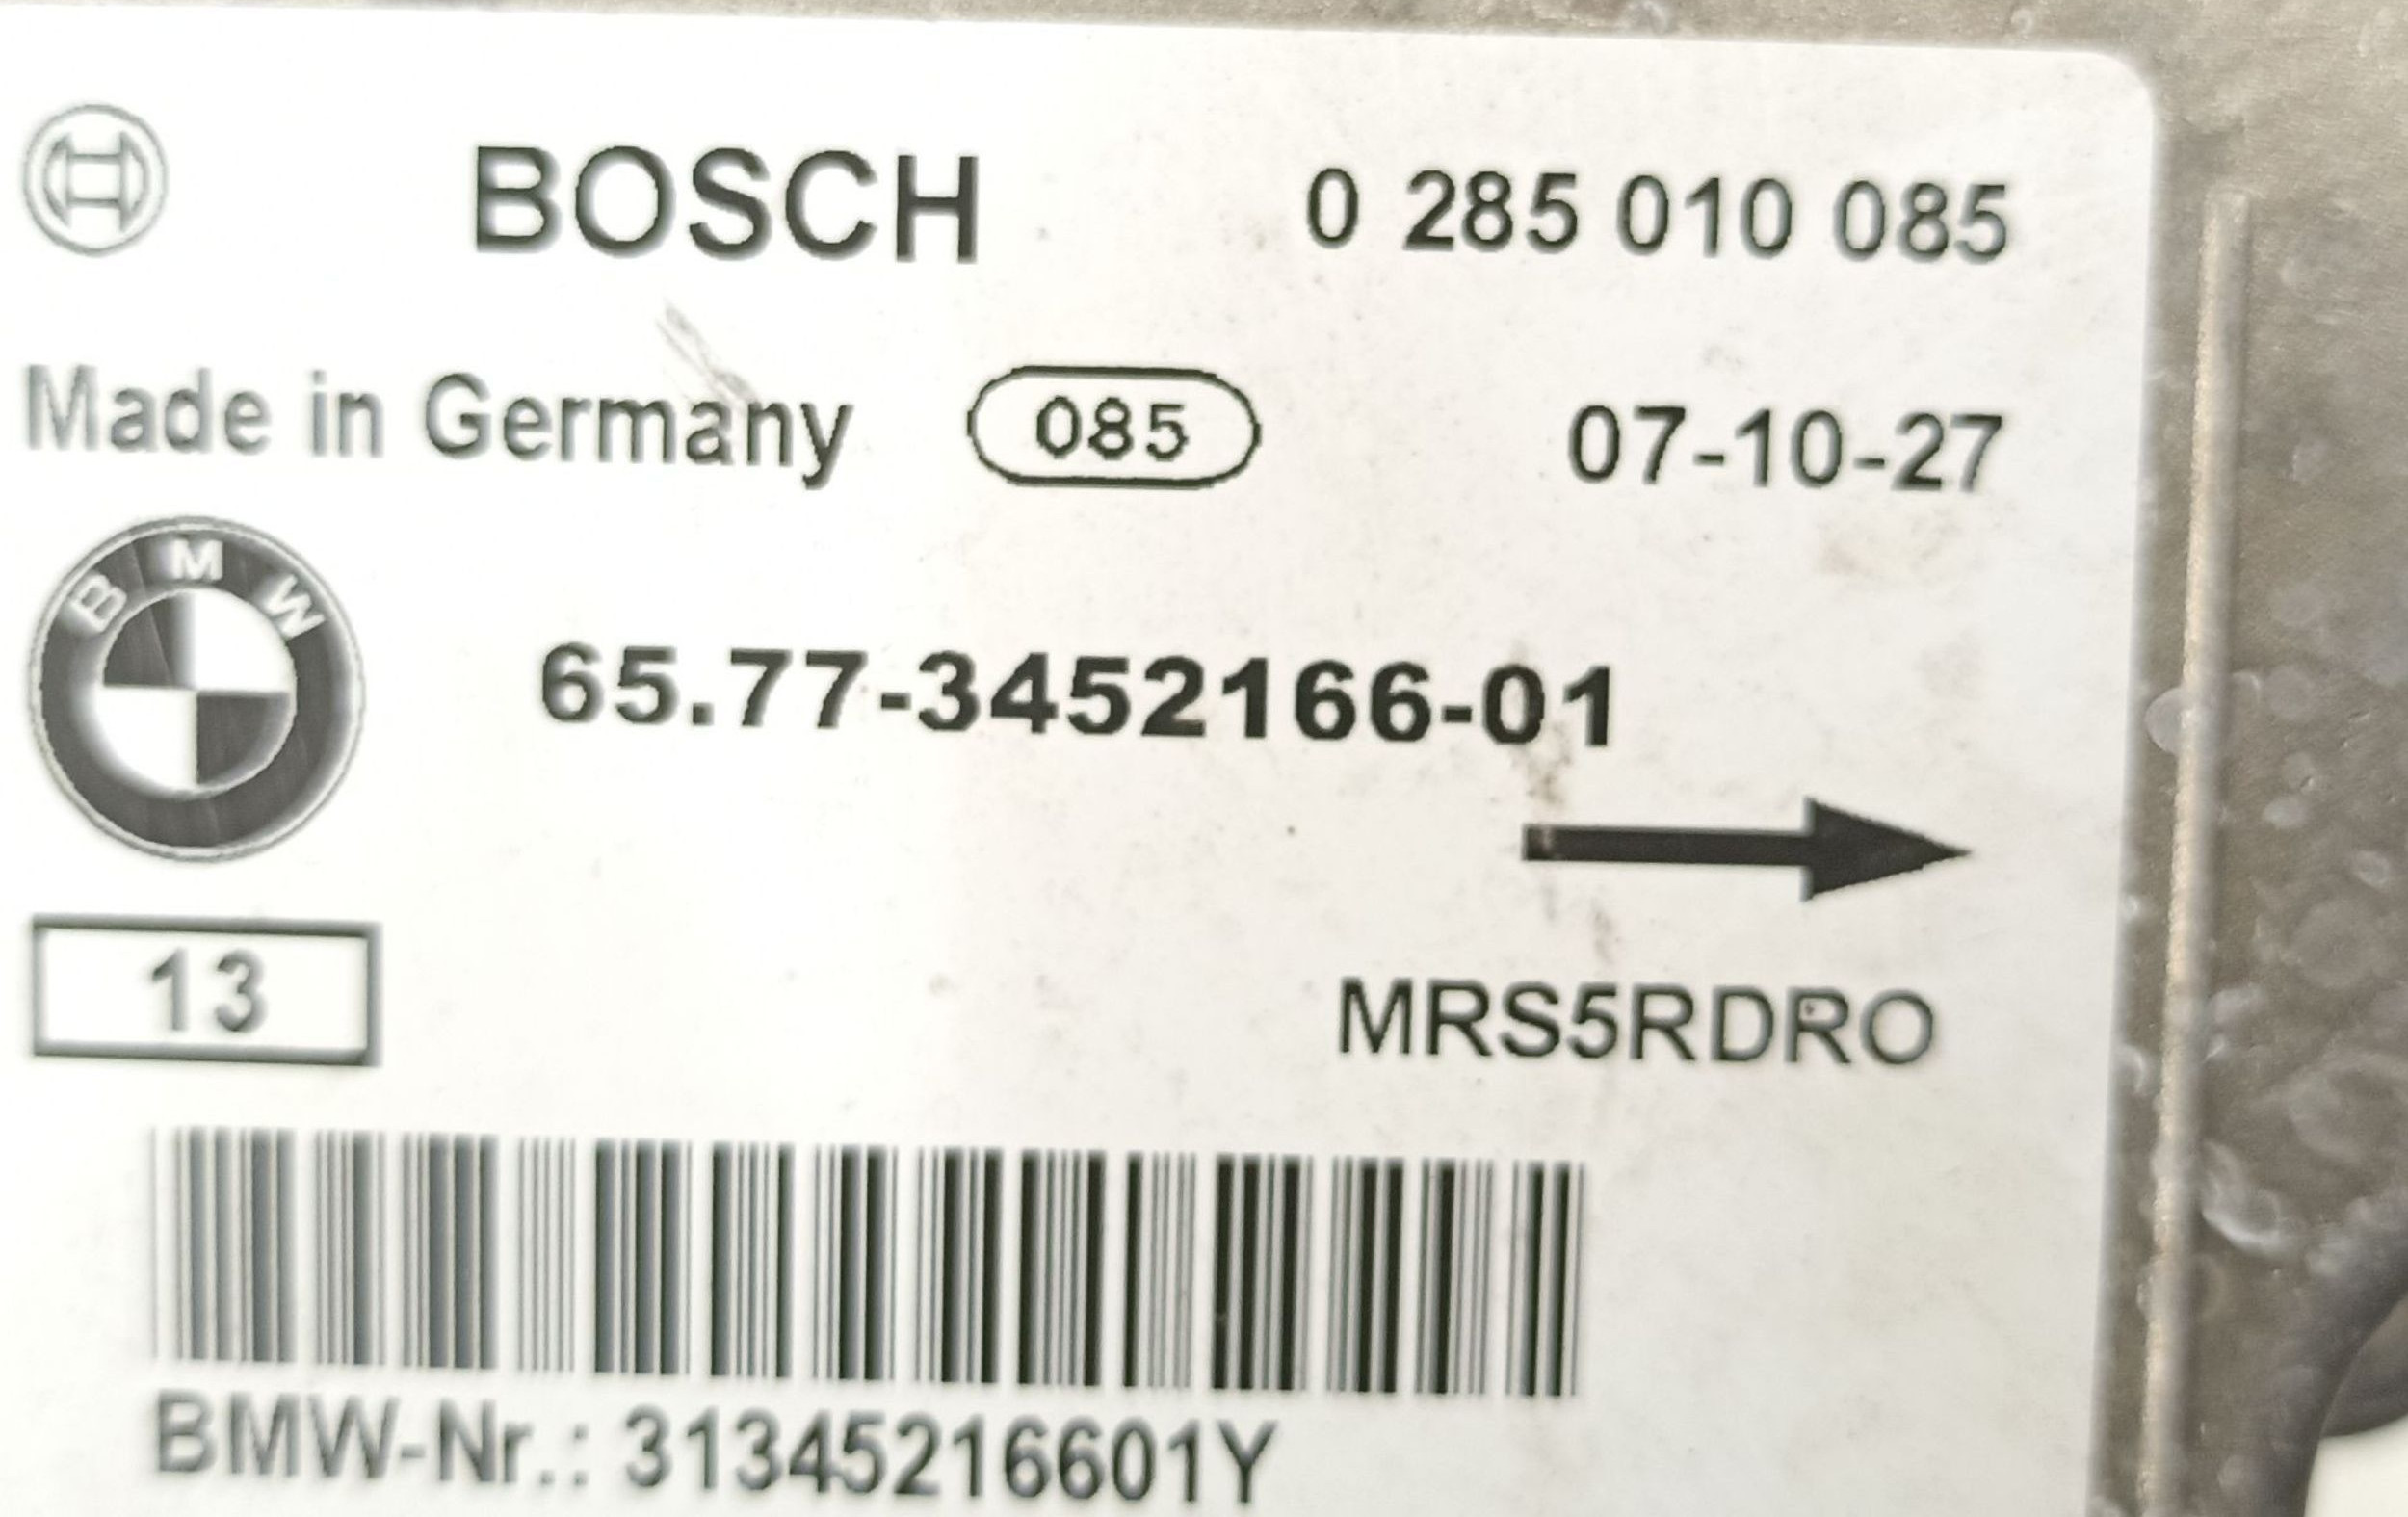 BOSCH 0 285 010 085
Made in Germany 085 07-10-27
BMW
65.77-3452166-01
13
MRS5RDRO
BMW-Nr.: 31345216601Y